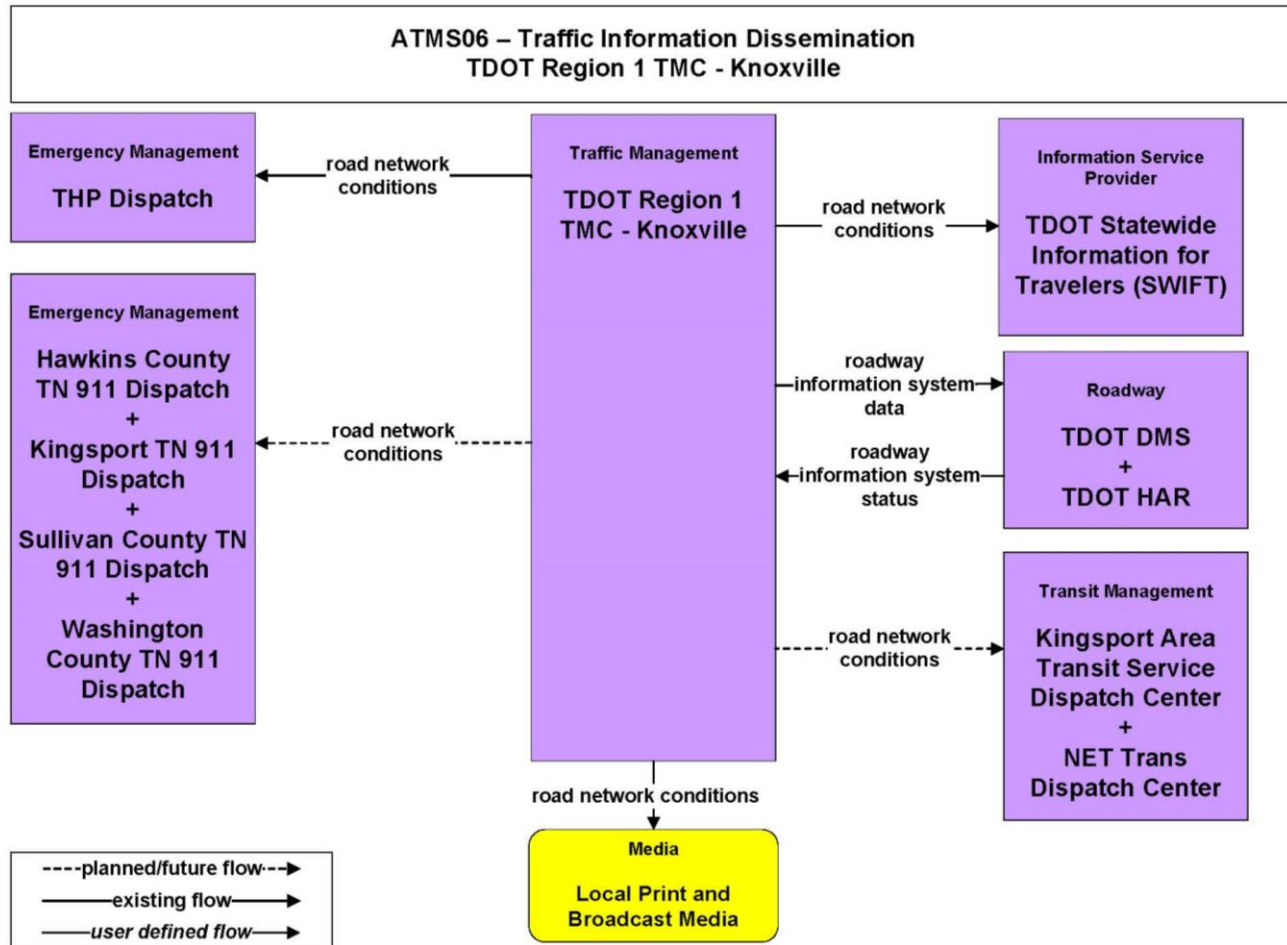 ATMS06 – Traffic Information Dissemination
TDOT Region 1 TMC - Knoxville
Emergency Management
THP Dispatch
road network
conditions
Traffic Management
TDOT Region 1
TMC - Knoxville
road network
conditions
Information Service
Provider
TDOT Statewide
Information for
Travelers (SWIFT)
Emergency Management
Hawkins County
TN 911 Dispatch
+
Kingsport TN 911
Dispatch
+
Sullivan County TN
911 Dispatch
+
Washington
County TN 911
Dispatch
road network
conditions
roadway
information system
data
roadway
information system
status
Roadway
TDOT DMS
+
TDOT HAR
road network
conditions
Transit Management
Kingsport Area
Transit Service
Dispatch Center
+
NET Trans
Dispatch Center
road network conditions
Media
Local Print and
Broadcast Media
planned/future flow
existing flow
user defined flow